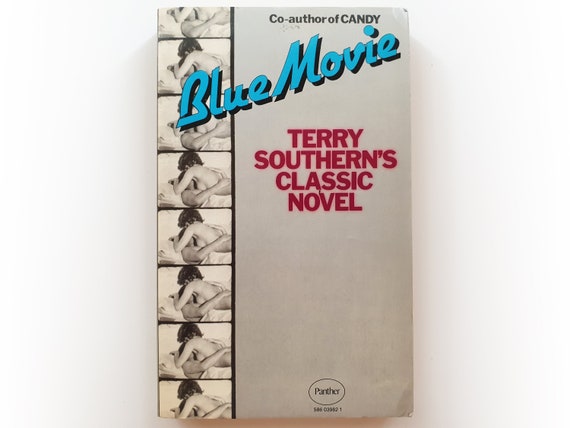 Co-author of CANDY
Blue Movie
TERRY
SOUTHERN'S
CLASSIC
NOVEL
Panther
586 03982 1